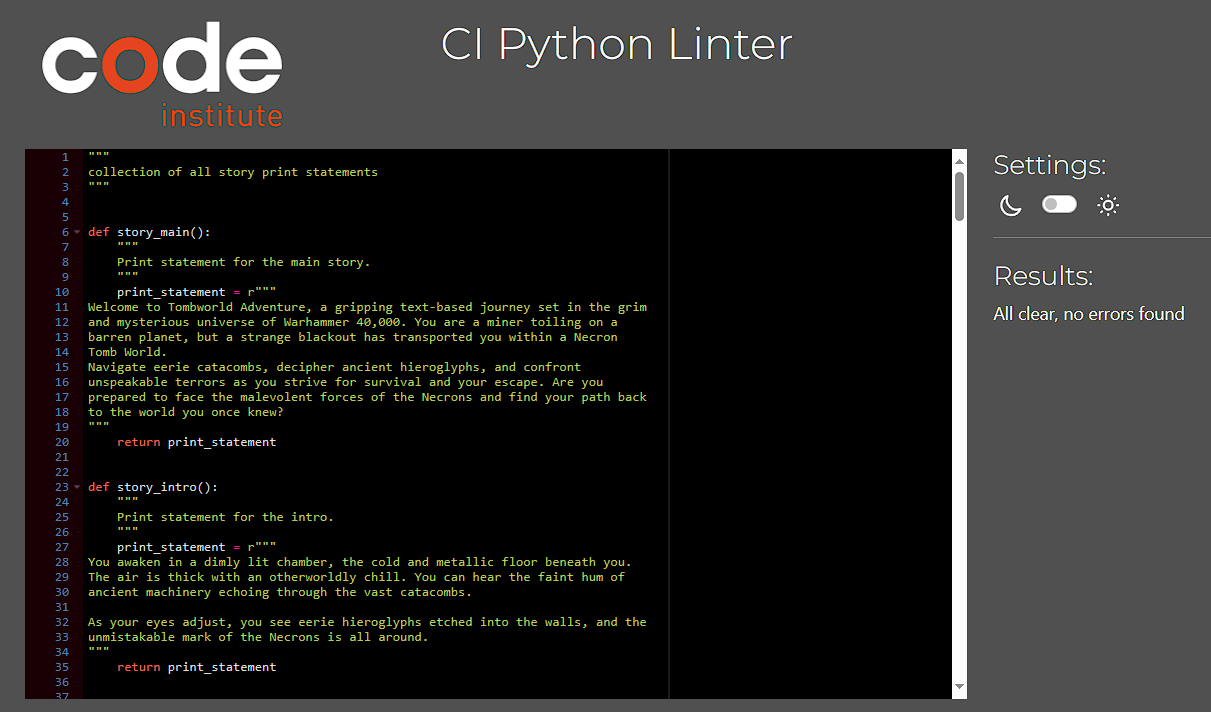 code
institute
CI Python Linter
1 """
2 collection of all story print statements
3 """
4
5
6 def story_main():
7 """
8 Print statement for the main story.
9 """
10 print_statement = r"""
11 Welcome to Tombworld Adventure, a gripping text-based journey set in the grim
12 and mysterious universe of Warhammer 40,000. You are a miner toiling on a
13 barren planet, but a strange blackout has transported you within a Necron
14 Tomb World.
15 Navigate eerie catacombs, decipher ancient hieroglyphs, and confront
16 unspeakable terrors as you strive for survival and your escape. Are you
17 prepared to face the malevolent forces of the Necrons and find your path back
18 to the world you once knew?
19 """
20 return print_statement
21
22
23 def story_intro():
24 """
25 Print statement for the intro.
26 """
27 print_statement = r"""
28 You awaken in a dimly lit chamber, the cold and metallic floor beneath you.
29 The air is thick with an otherworldly chill. You can hear the faint hum of
30 ancient machinery echoing through the vast catacombs.
31
32 As your eyes adjust, you see eerie hieroglyphs etched into the walls, and the
33 unmistakable mark of the Necrons is all around.
34 """
35 return print_statement
36
37
Settings:
Results:
All clear, no errors found